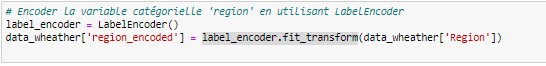 # Encoder la variable catégorielle 'region' en utilisant LabelEncoder
label_encoder = LabelEncoder()
data_wheather['region_encoded'] = label_encoder.fit_transform(data_wheather['Region'])